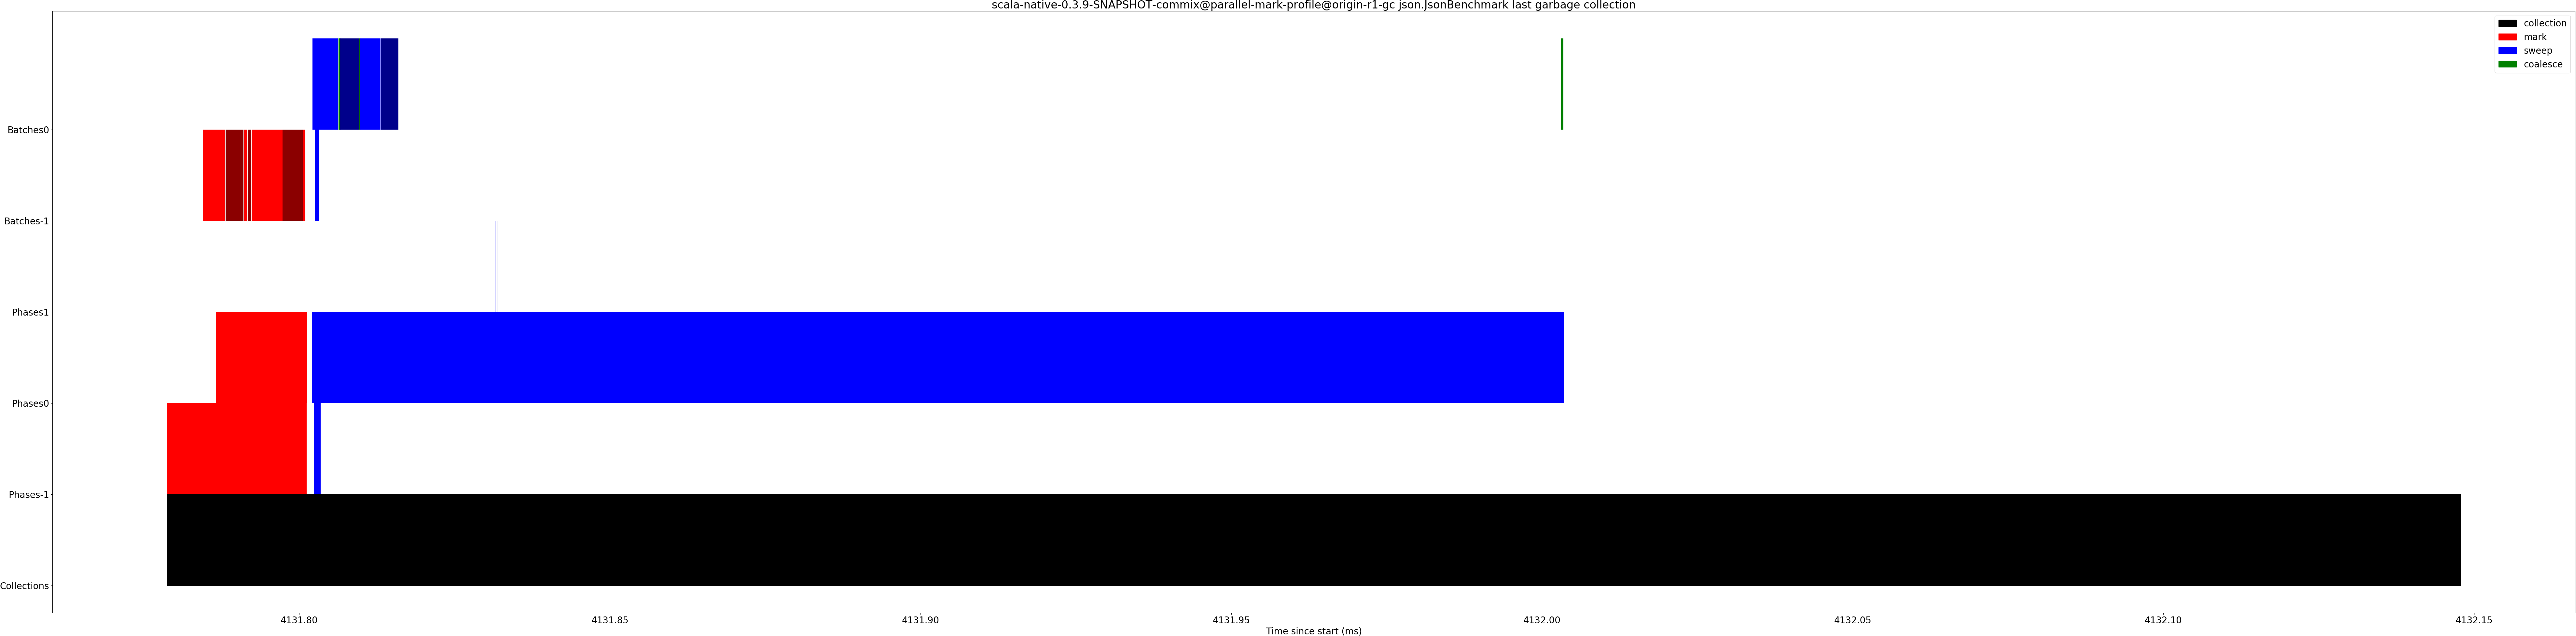 scala-native-0.3.9-SNAPSHOT-commix@parallel-mark-profile@origin-r1-gc json.JsonBenchmark last garbage collection
collection
mark
sweep
coalesce
Batches0
Batches-1
Phases1
Phases0
Phases-1
Collections
4131.80 4131.85 4131.90 4131.95 4132.00 4132.05 4132.10 4132.15
Time since start (ms)